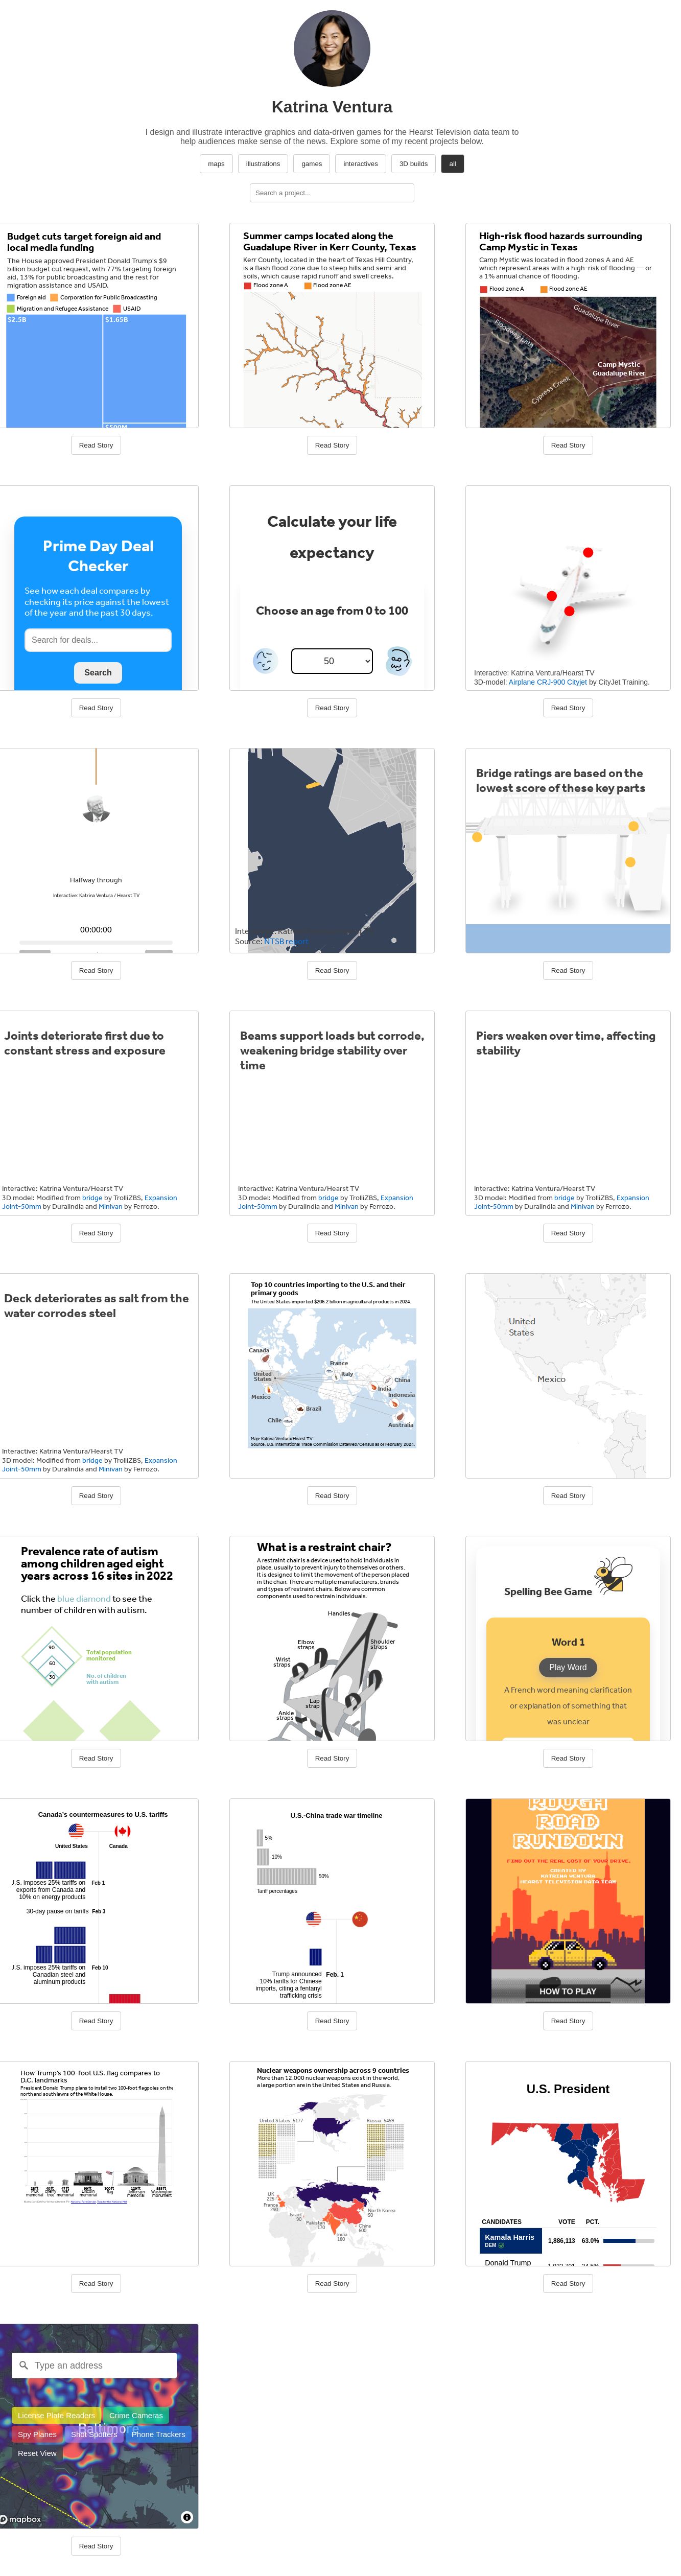 Katrina Ventura
I design and illustrate interactive graphics and data-driven games for the Hearst Television data team to
help audiences make sense of the news. Explore some of my recent projects below.
maps
illustrations
games
interactives
3D builds
all
Search a project...
Budget cuts target foreign aid and
local media funding
The House approved President Donald Trump's $9
billion budget cut request, with 77% targeting foreign
aid, 13% for public broadcasting and the rest for
migration assistance and USAID.
Foreign aid
Corporation for Public Broadcasting
Migration and Refugee Assistance
USAID
$2.5B
$1.65B
$500M
Read Story
Summer camps located along the
Guadalupe River in Kerr County, Texas
Kerr County, located in the heart of Texas Hill Country,
is a flash flood zone due to steep hills and semi-arid
soils, which cause rapid runoff and swell creeks.
Flood zone A
Flood zone AE
Read Story
High-risk flood hazards surrounding
Camp Mystic in Texas
Camp Mystic was located in flood zones A and AE
which represent areas with a high-risk of flooding — or
a 1% annual chance of flooding.
Flood zone A
Flood zone AE
Floodway data
Guadalupe River
Camp Mystic
Guadalupe River
Cypress Creek
Read Story
Prime Day Deal
Checker
See how each deal compares by
checking its price against the lowest
of the year and the past 30 days.
Search for deals...
Search
Read Story
Calculate your life
expectancy
Choose an age from 0 to 100
50
Read Story
Interactive: Katrina Ventura/Hearst TV
3D-model: Airplane CRJ-900 Cityjet by CityJet Training.
Read Story
Halfway through
Interactive: Katrina Ventura / Hearst TV
00:00:00
Read Story
Source: NTSB report
Read Story
Bridge ratings are based on the
lowest score of these key parts
Read Story
Joints deteriorate first due to
constant stress and exposure
Interactive: Katrina Ventura/Hearst TV
3D model: Modified from bridge by TrolliZBS, Expansion
Joint-50mm by Duralindia and Minivan by Ferrozo.
Read Story
Beams support loads but corrode,
weakening bridge stability over
time
Interactive: Katrina Ventura/Hearst TV
3D model: Modified from bridge by TrolliZBS, Expansion
Joint-50mm by Duralindia and Minivan by Ferrozo.
Read Story
Piers weaken over time, affecting
stability
Interactive: Katrina Ventura/Hearst TV
3D model: Modified from bridge by TrolliZBS, Expansion
Joint-50mm by Duralindia and Minivan by Ferrozo.
Read Story
Deck deteriorates as salt from the
water corrodes steel
Interactive: Katrina Ventura/Hearst TV
3D model: Modified from bridge by TrolliZBS, Expansion
Joint-50mm by Duralindia and Minivan by Ferrozo.
Read Story
Top 10 countries importing to the U.S. and their
primary goods
The United States imported $206.2 billion in agricultural products in 2024.
Canada
United
States
Mexico
Chile
Brazil
France
Italy
India
China
Indonesia
Australia
Map: Katrina Ventura/Hearst TV
Source: U.S. International Trade Commission DataWeb/Census as of February 2024.
Read Story
United
States
Mexico
Read Story
Prevalence rate of autism
among children aged eight
years across 16 sites in 2022
Click the blue diamond to see the
number of children with autism.
90
60
30
Total population
monitored
No. of children
with autism
Read Story
What is a restraint chair?
A restraint chair is a device used to hold individuals in
place, usually to prevent injury to themselves or others.
It is designed to limit the movement of the person placed
in the chair. There are multiple manufacturers, brands
and types of restraint chairs. Below are common
components used to restrain individuals.
Handles
Elbow
straps
Shoulder
straps
Wrist
straps
Lap
strap
Ankle
straps
Read Story
Spelling Bee Game
Word 1
Play Word
A French word meaning clarification
or explanation of something that
was unclear
Read Story
Canada's countermeasures to U.S. tariffs
United States
Canada
U.S. imposes 25% tariffs on
exports from Canada and
10% on energy products
Feb 1
30-day pause on tariffs
Feb 3
U.S. imposes 25% tariffs on
Canadian steel and
aluminum products
Feb 10
Read Story
U.S.-China trade war timeline
5%
10%
50%
Tariff percentages
Trump announced
10% tariffs for Chinese
imports, citing a fentanyl
trafficking crisis
Feb. 1
Read Story
ROUGH
ROAD
RUNDOWN
FIND OUT THE REAL COST OF YOUR DRIVE.
CREATED BY
KATRINA VENTURA
HEARST TELEVISION DATA TEAM
HOW TO PLAY
Read Story
How Trump's 100-foot U.S. flag compares to
D.C. landmarks
President Donald Trump plans to install two 100-foot flagpoles on the
north and south lawns of the White House.
Read Story
Nuclear weapons ownership across 9 countries
More than 12,000 nuclear weapons exist in the world,
a large portion are in the United States and Russia.
United States: 5177
Russia: 5459
UK
225
France
290
Israel
90
Pakistan
170
India
180
China
600
North Korea
50
Read Story
U.S. President
CANDIDATES
VOTE
PCT.
Kamala Harris
DEM
1,886,113
63.0%
Donald Trump
Read Story
Type an address
License Plate Readers
Crime Cameras
Spy Planes
Shot Spotters
Phone Trackers
Baltimore
Reset View
mapbox
Read Story